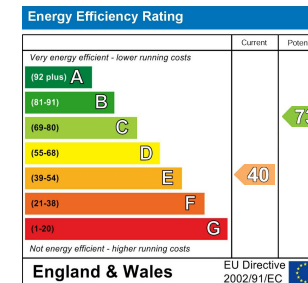 Energy Efficiency Rating
Current
Very energy efficient - lower running costs
(92 plus) A
(81-91) B
(69-80) C
(55-68) D
(39-54) E
40
(21-38) F
(1-20) G
Not energy efficient - higher running costs
England & Wales
EU Directive
2002/91/EC